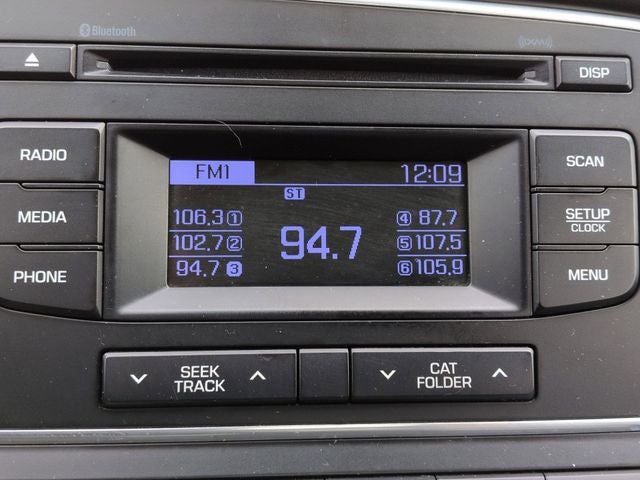 Bluetooth
((XM))
DISP
RADIO
MEDIA
PHONE
FM1 12:09
ST
106.3 1
102.7 2
94.7 3
94.7
4 87.7
5 107.5
6 105.9
SCAN
SETUP
CLOCK
MENU
SEEK
TRACK
CAT
FOLDER